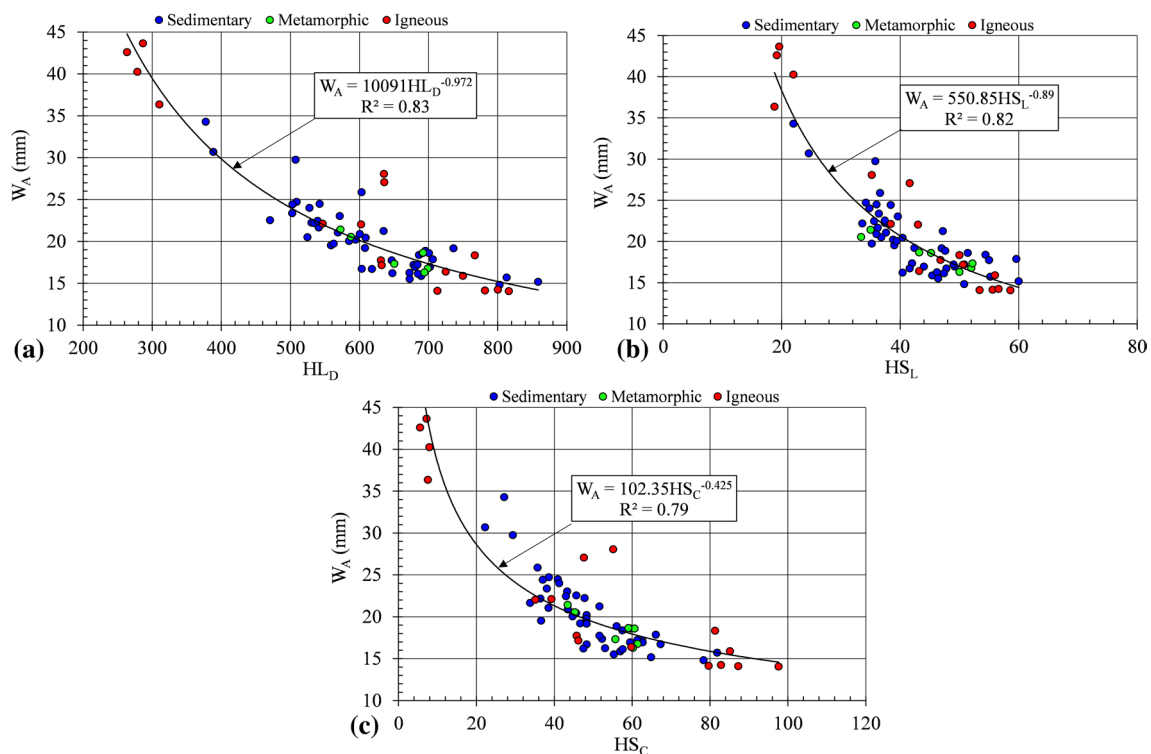 Sedimentary Metamorphic Igneous
45
40
35
30
25
20
15
10
W_A (mm)
W_A = 10091HL_D^-0.972
R² = 0.83
200 300 400 500 600 700 800 900
HL_D
(a)
Sedimentary Metamorphic Igneous
45
40
35
30
25
20
15
10
W_A (mm)
W_A = 550.85HS_L^-0.89
R² = 0.82
0 20 40 60 80
HS_L
(b)
Sedimentary Metamorphic Igneous
45
40
35
30
25
20
15
10
W_A (mm)
W_A = 102.35HS_C^-0.425
R² = 0.79
0 20 40 60 80 100 120
HS_C
(c)